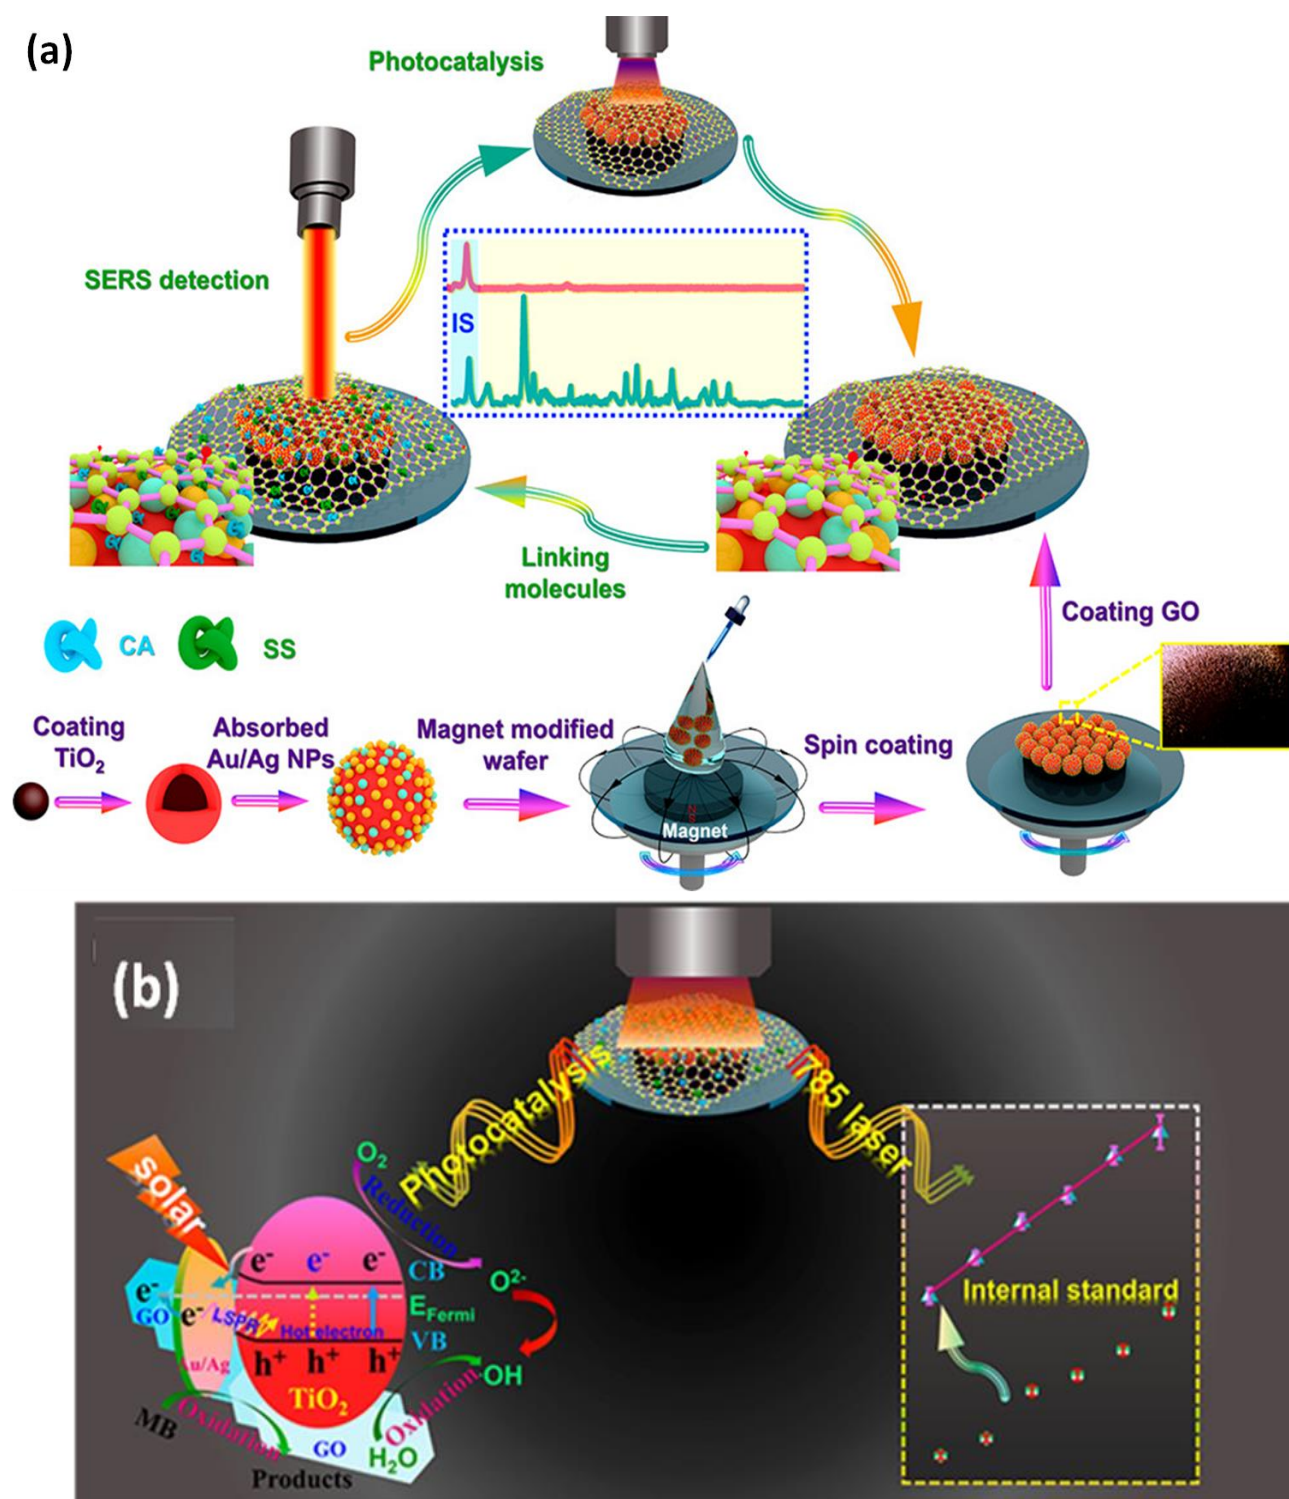 (a)
Photocatalysis
SERS detection
IS
Linking
molecules
Coating GO
CA
SS
Coating
TiO₂
Absorbed
Au/Ag NPs
Magnet modified
wafer
Spin coating
N
S
Magnet
(b)
Photocatalysis
785 laser
solar
O₂
Reduction
e⁻ e⁻ e⁻
CB
O²⁻
e⁻
GO
e⁻
LSPR
Hot electron
E_Fermi
VB
Au/Ag
h⁺ h⁺ h⁺
OH
TiO₂
MB
Oxidation
Oxidation
GO
H₂O
Products
Internal standard